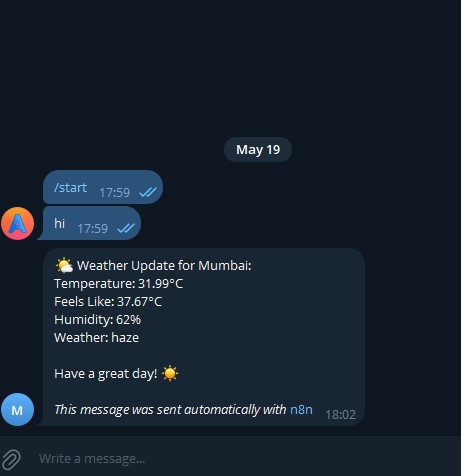 May 19
/start 17:59
hi 17:59
A
🌤 Weather Update for Mumbai:
Temperature: 31.99°C
Feels Like: 37.67°C
Humidity: 62%
Weather: haze
Have a great day! ☀️
This message was sent automatically with n8n 18:02
M
Write a message...